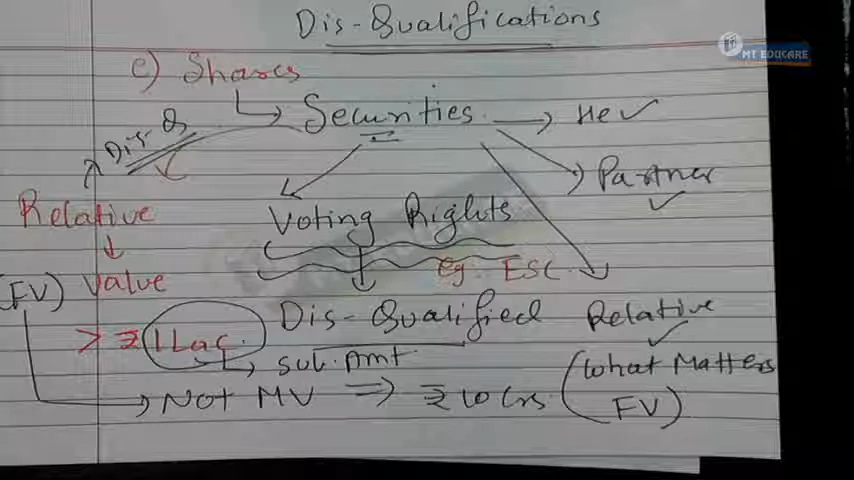 Dis-Qualifications
MT EDUCARE
e) Shares
Securities → He ✓
Dis-Q
Partner ✓
Relative
Voting Rights
eg. ESC
(FV) Value
Dis-Qualified
Relative ✓
> ₹ 1 Lac.
sub. Amt
(What Matters
Not MV ⇒ ₹ 10 Crs
FV)